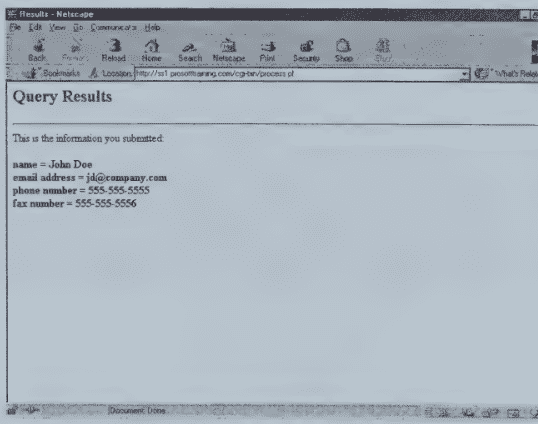 Results - Netscape
File Edit View Go Communicator Help
Back Forward Reload Home Search Netscape Print Security Shop
Bookmarks Location: http://ss1.prosofttraining.com/cgi-bin/process.pl What's Related
Query Results
This is the information you submitted:
name = John Doe
email address = jd@company.com
phone number = 555-555-5555
fax number = 555-555-5556
Document: Done